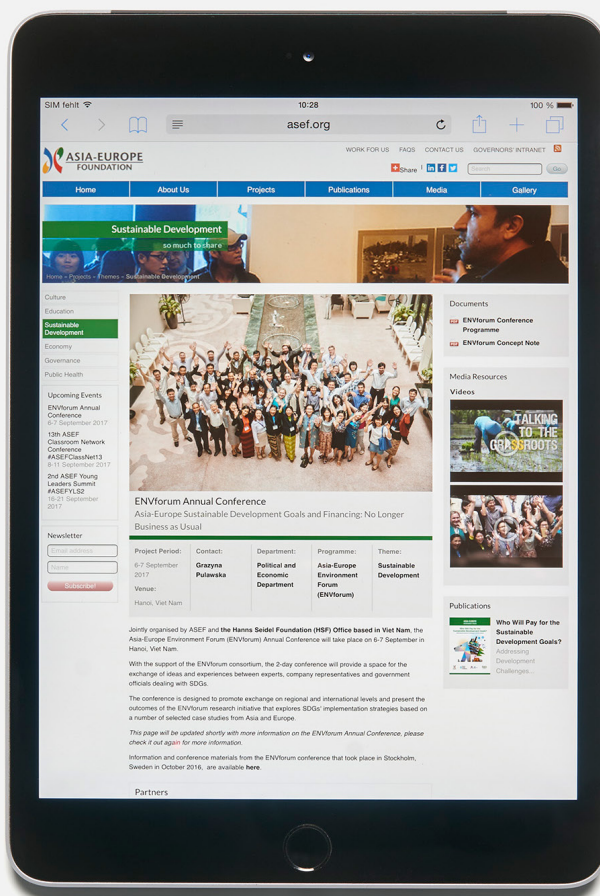 SIM fehlt
10:28
100 %
asef.org
WORK FOR US FAQS CONTACT US GOVERNORS' INTRANET
ASIA-EUROPE
FOUNDATION
Share
Search
Go
Home About Us Projects Publications Media Gallery
Sustainable Development
so much to share
Home » Projects » Themes » Sustainable Development
Culture
Education
Sustainable
Development
Economy
Governance
Public Health
Upcoming Events
ENVforum Annual
Conference
6-7 September 2017
13th ASEF
Classroom Network
Conference
#ASEFClassNet13
8-11 September 2017
2nd ASEF Young
Leaders Summit
#ASEFYLS2
16-21 September
2017
Newsletter
Email address
Name
Subscribe!
ENVforum Annual Conference
Asia-Europe Sustainable Development Goals and Financing: No Longer
Business as Usual
Project Period:
6-7 September
2017
Venue:
Hanoi, Viet Nam
Contact:
Grazyna
Pulawska
Department:
Political and
Economic
Department
Programme:
Asia-Europe
Environment
Forum
(ENVforum)
Theme:
Sustainable
Development
Jointly organised by ASEF and the Hanns Seidel Foundation (HSF) Office based in Viet Nam, the
Asia-Europe Environment Forum (ENVforum) Annual Conference will take place on 6-7 September in
Hanoi, Viet Nam.
With the support of the ENVforum consortium, the 2-day conference will provide a space for the
exchange of ideas and experiences between experts, company representatives and government
officials dealing with SDGs.
The conference is designed to promote exchange on regional and international levels and present the
outcomes of the ENVforum research initiative that explores SDGs' implementation strategies based on
a number of selected case studies from Asia and Europe.
This page will be updated shortly with more information on the ENVforum Annual Conference, please
check it out again for more information.
Information and conference materials from the ENVforum conference that took place in Stockholm,
Sweden in October 2016, are available here.
Partners
Documents
PDF ENVforum Conference
Programme
PDF ENVforum Concept Note
Media Resources
Videos
TALKING
TO THE
GRASSROOTS
Publications
Who Will Pay for the
Sustainable
Development Goals?
Addressing
Development
Challenges...